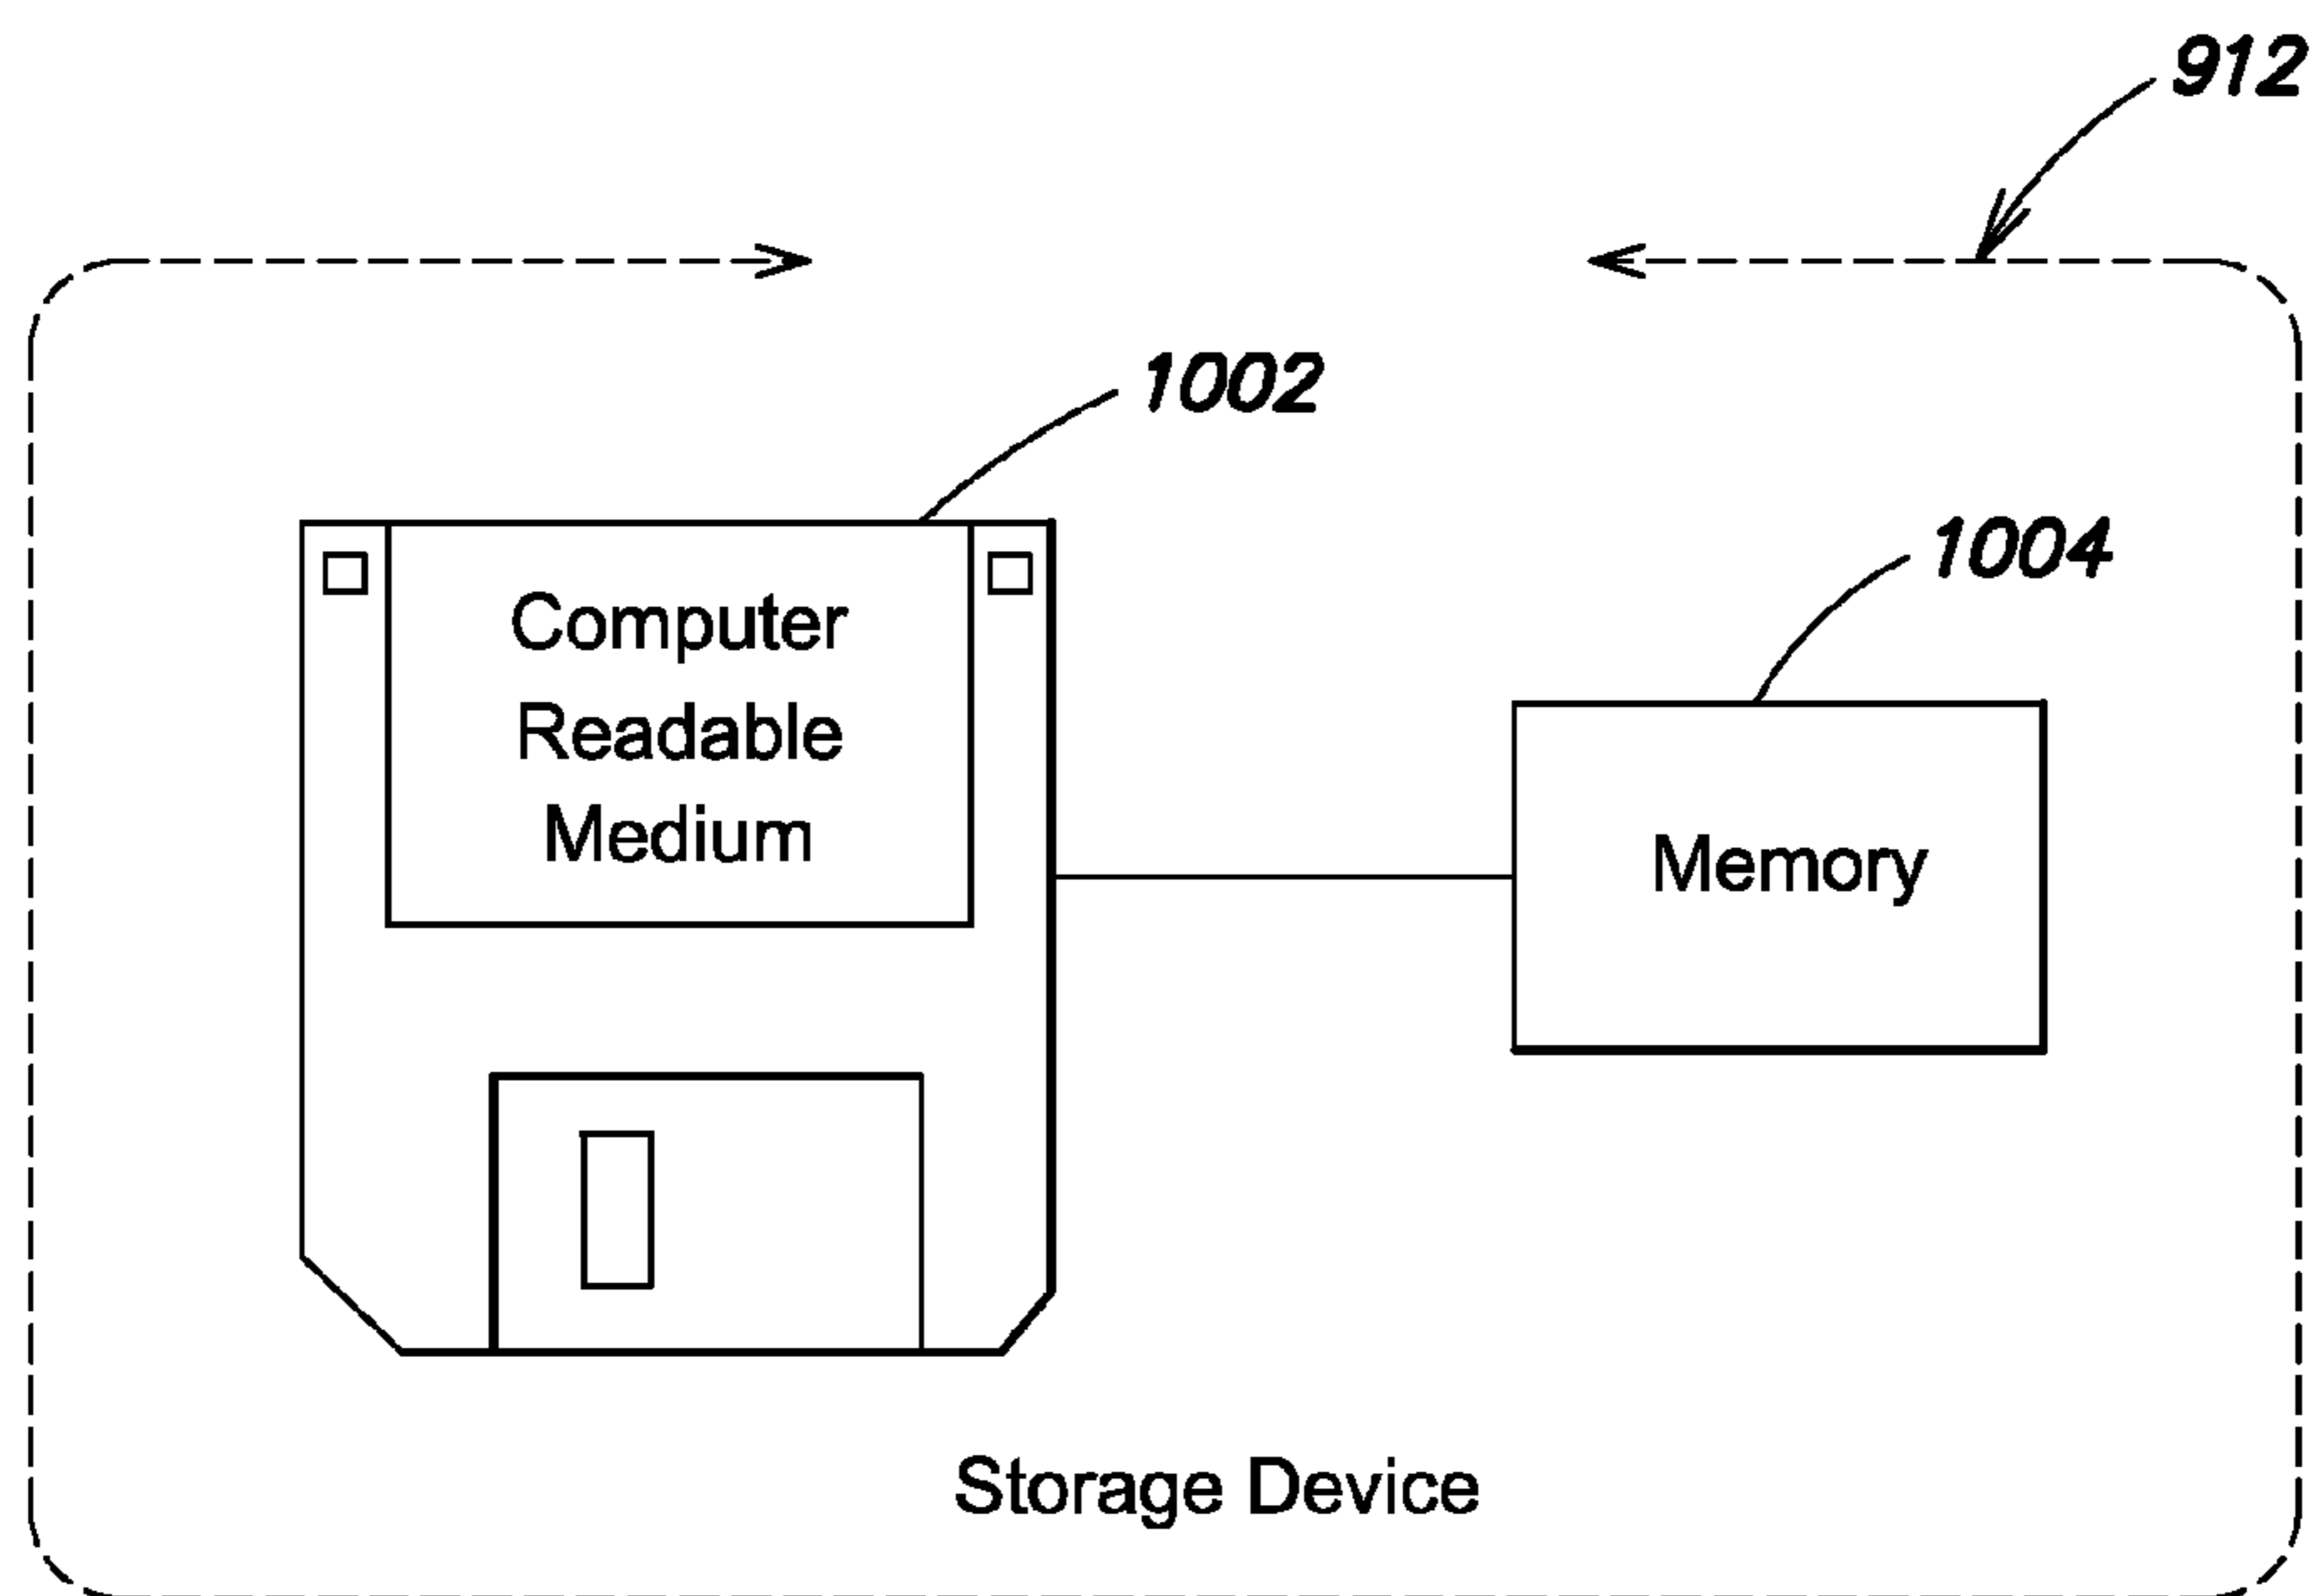 912
1002
1004
Computer
Readable
Medium
Memory
Storage Device